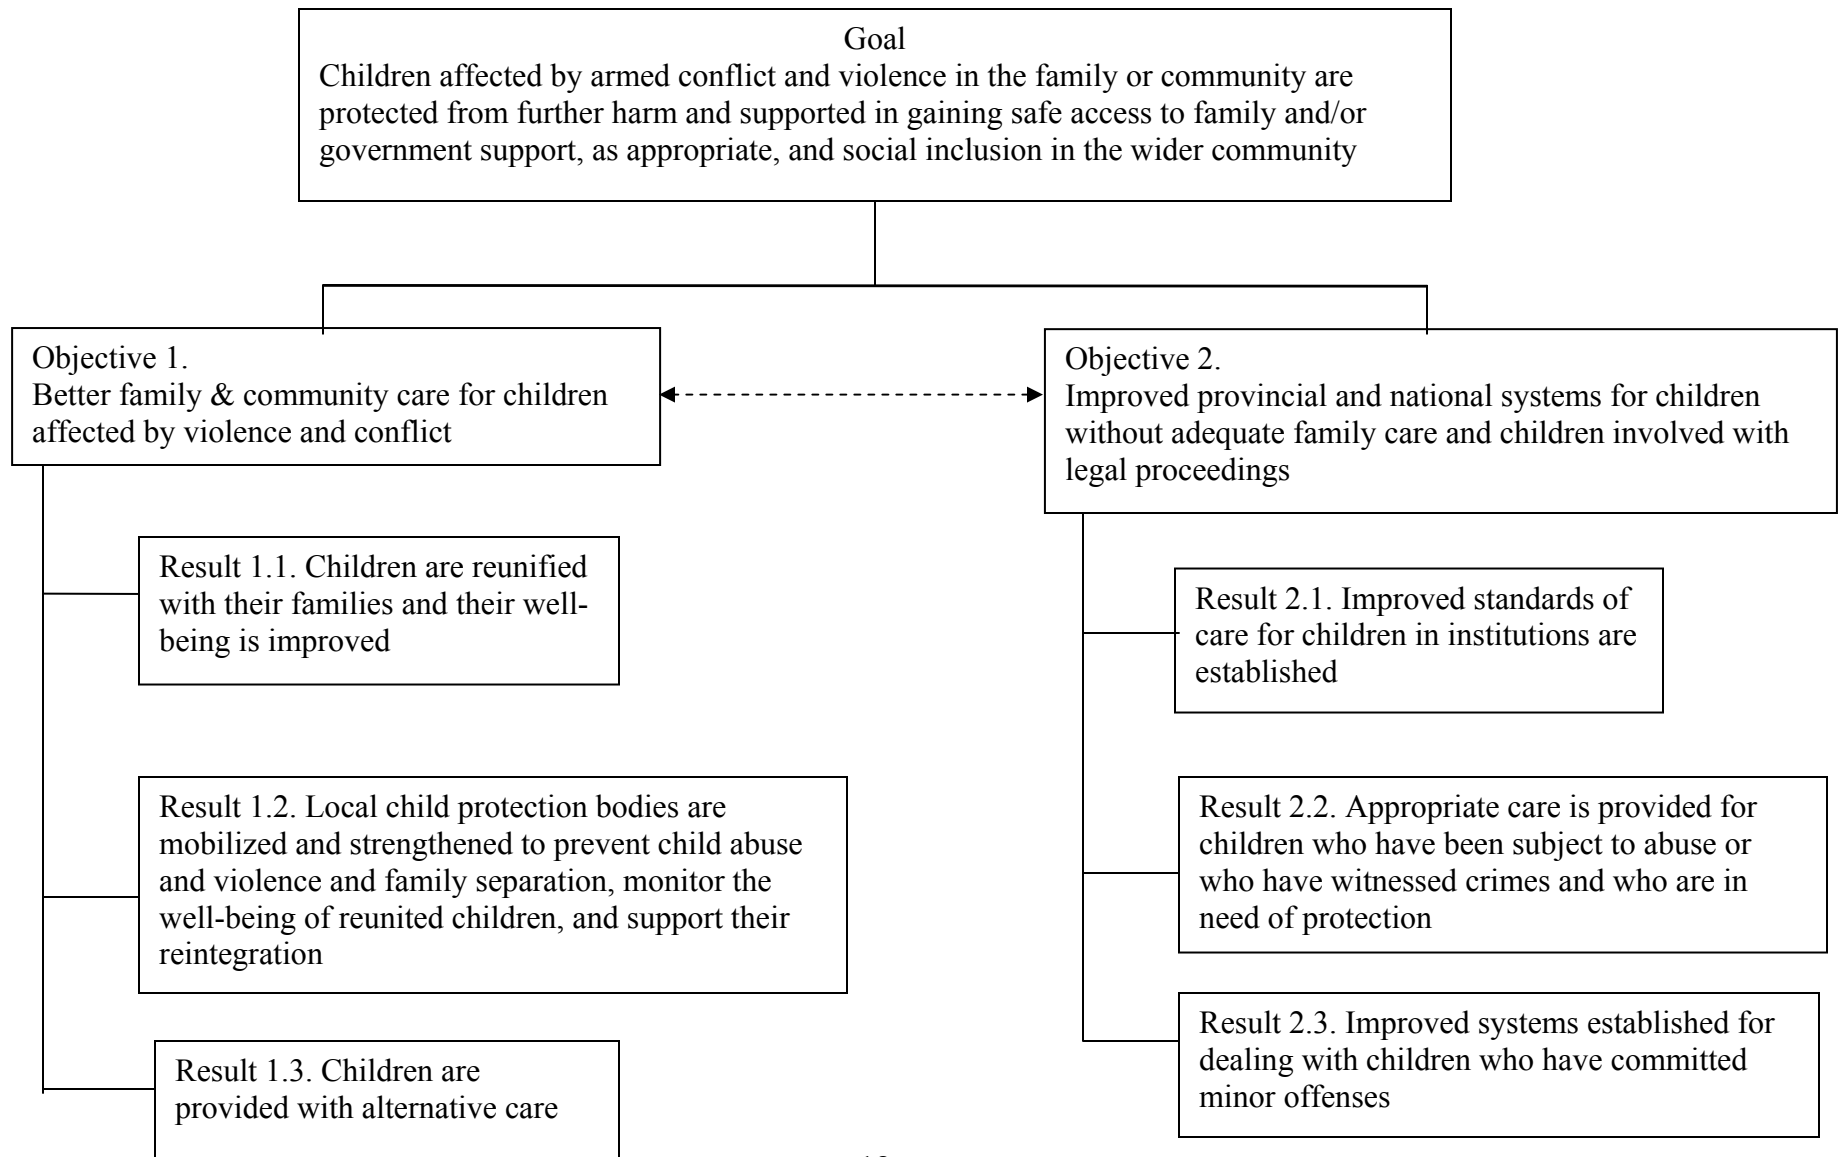 Goal
Children affected by armed conflict and violence in the family or community are
protected from further harm and supported in gaining safe access to family and/or
government support, as appropriate, and social inclusion in the wider community
Objective 1.
Better family & community care for children
affected by violence and conflict
Objective 2.
Improved provincial and national systems for children
without adequate family care and children involved with
legal proceedings
Result 1.1. Children are reunified
with their families and their well-
being is improved
Result 1.2. Local child protection bodies are
mobilized and strengthened to prevent child abuse
and violence and family separation, monitor the
well-being of reunited children, and support their
reintegration
Result 1.3. Children are
provided with alternative care
Result 2.1. Improved standards of
care for children in institutions are
established
Result 2.2. Appropriate care is provided for
children who have been subject to abuse or
who have witnessed crimes and who are in
need of protection
Result 2.3. Improved systems established for
dealing with children who have committed
minor offenses